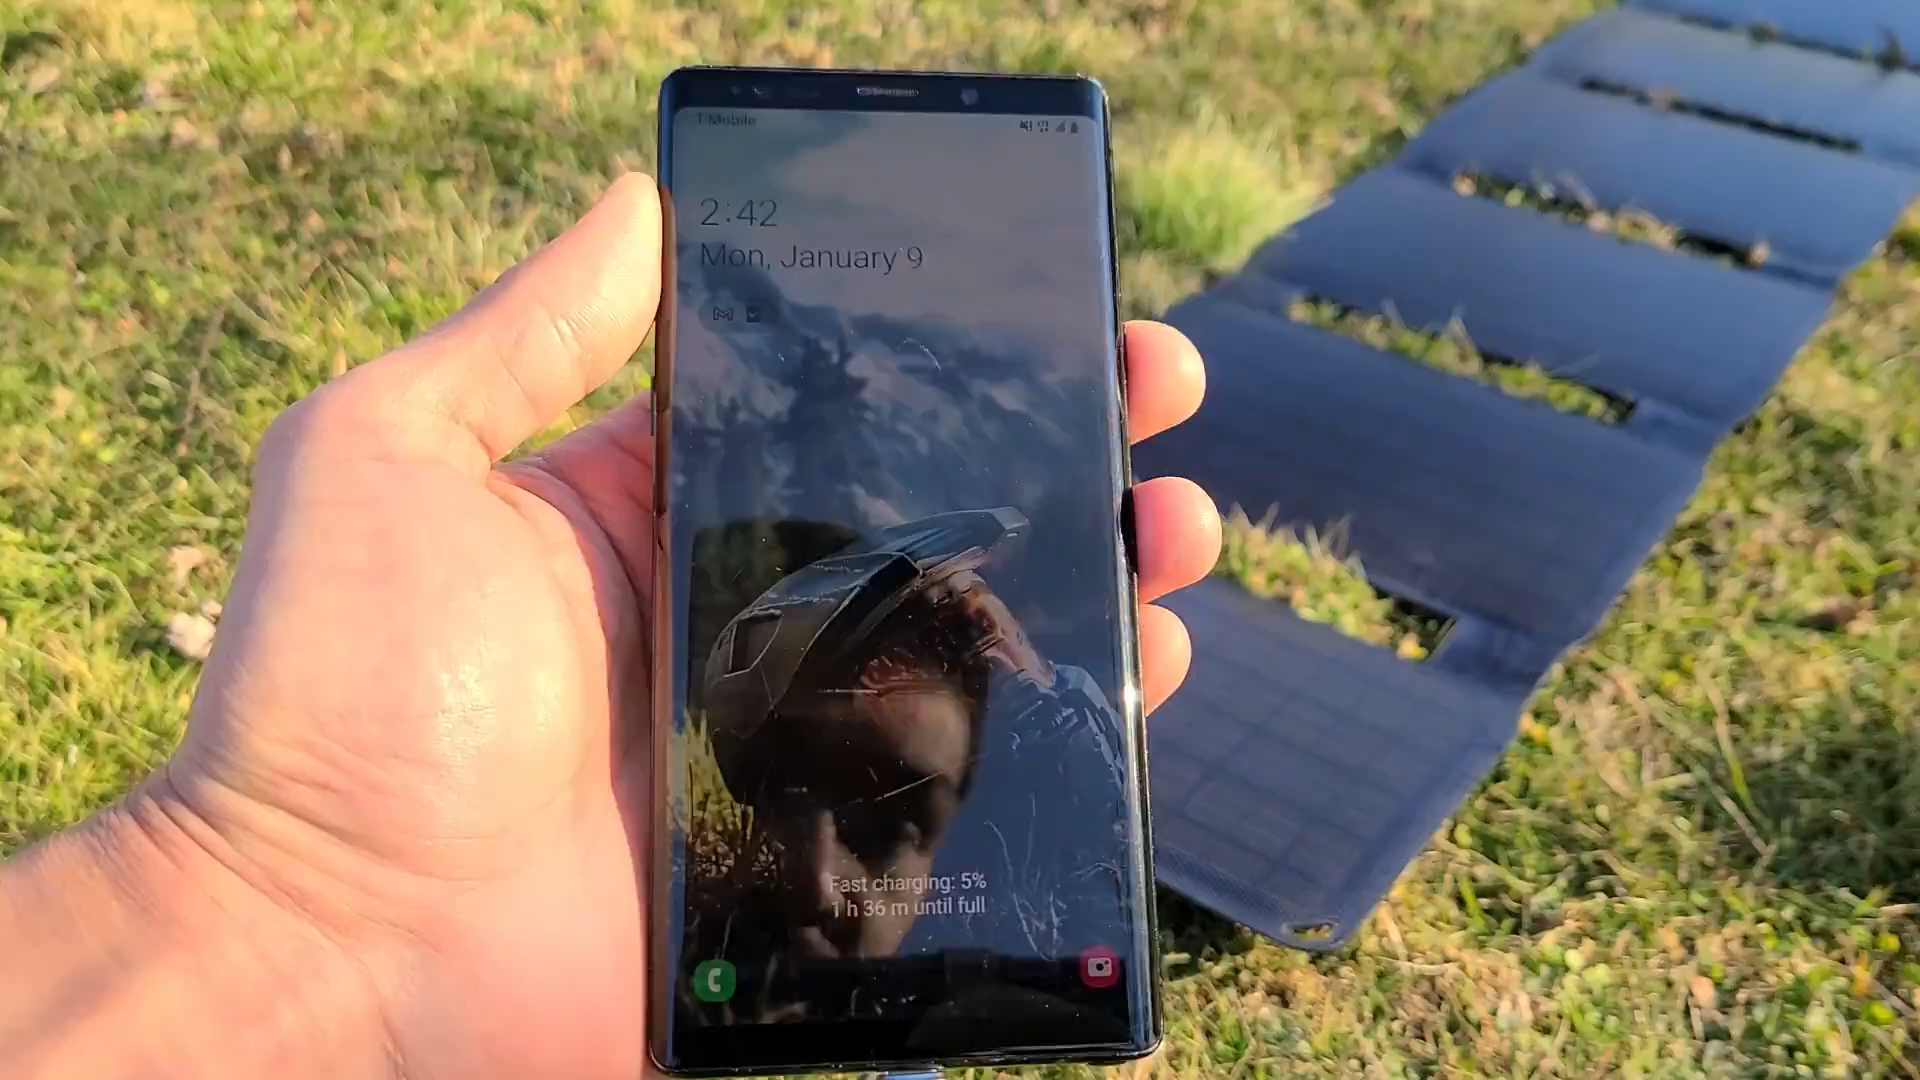 T-Mobile
2:42
Mon, January 9
Fast charging: 5%
1 h 36 m until full